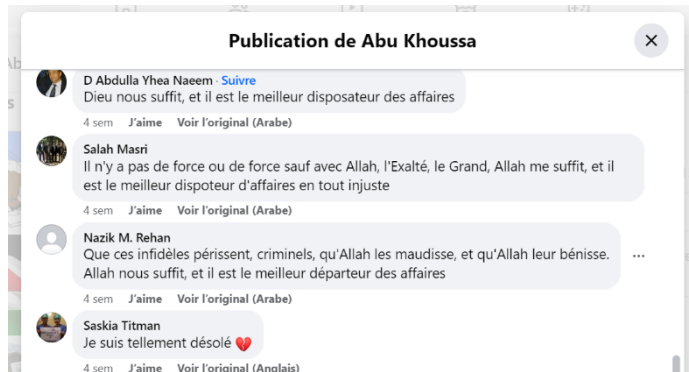 Publication de Abu Khoussa
D Abdulla Yhea Naeem · Suivre
Dieu nous suffit, et il est le meilleur disposateur des affaires
4 sem J'aime Voir l'original (Arabe)
Salah Masri
Il n'y a pas de force ou de force sauf avec Allah, l'Exalté, le Grand, Allah me suffit, et il
est le meilleur dispoteur d'affaires en tout injuste
4 sem J'aime Voir l'original (Arabe)
Nazik M. Rehan
Que ces infidèles périssent, criminels, qu'Allah les maudisse, et qu'Allah leur bénisse.
Allah nous suffit, et il est le meilleur départeur des affaires
4 sem J'aime Voir l'original (Arabe)
Saskia Titman
Je suis tellement désolé 💔
4 sem J'aime Voir l'original (Anglais)